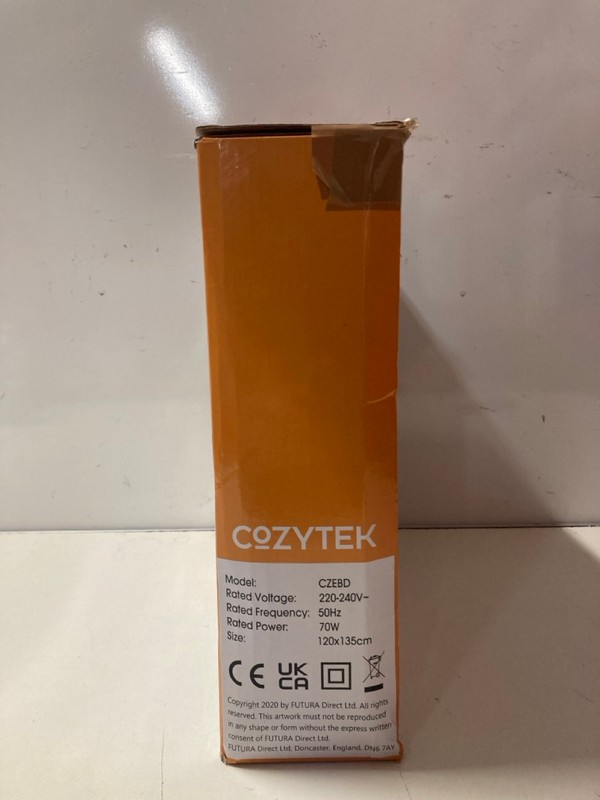 COZYTEK
Model: CZEBD
Rated Voltage: 220-240V~
Rated Frequency: 50Hz
Rated Power: 70W
Size: 120x135cm
CE UK
CA
Copyright 2020 by FUTURA Direct Ltd. All rights
reserved. This artwork must not be reproduced
in any shape or form without the express written
consent of FUTURA Direct Ltd.
FUTURA Direct Ltd, Doncaster, England, DN6 7AY